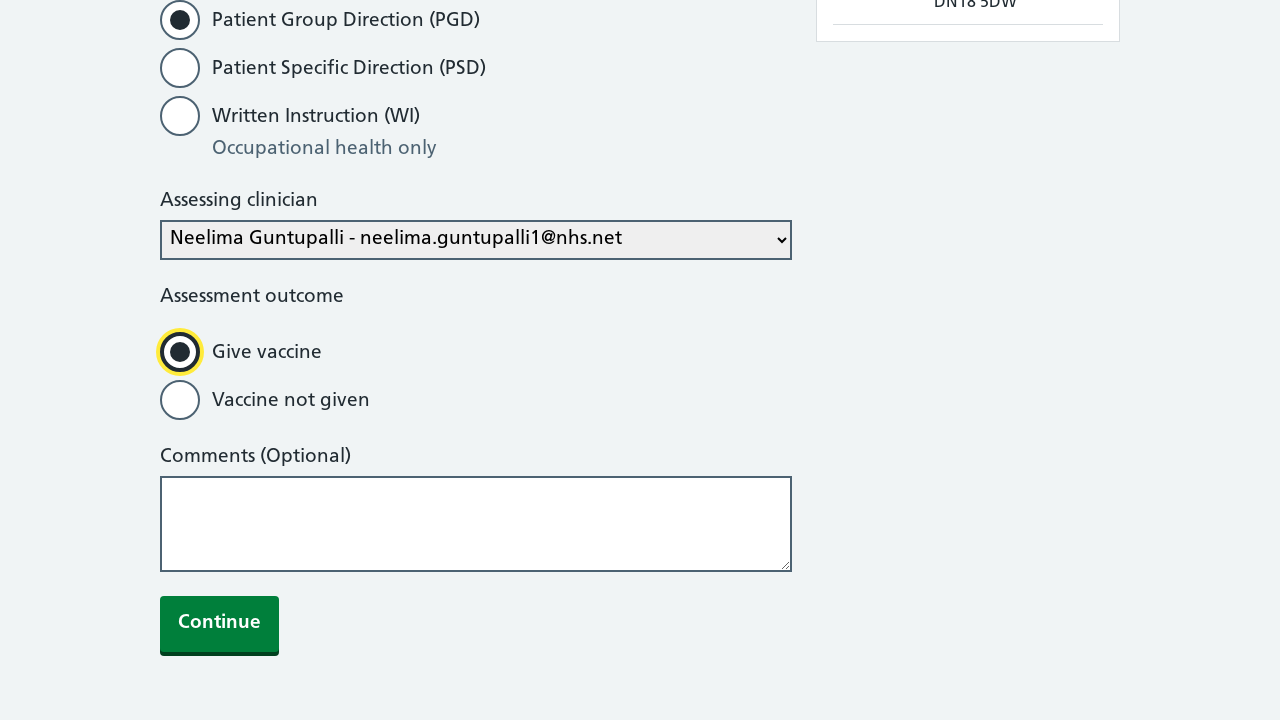 DN18 5DW
Patient Group Direction (PGD)
Patient Specific Direction (PSD)
Written Instruction (WI)
Occupational health only
Assessing clinician
Neelima Guntupalli - neelima.guntupalli1@nhs.net
Assessment outcome
Give vaccine
Vaccine not given
Comments (Optional)
Continue